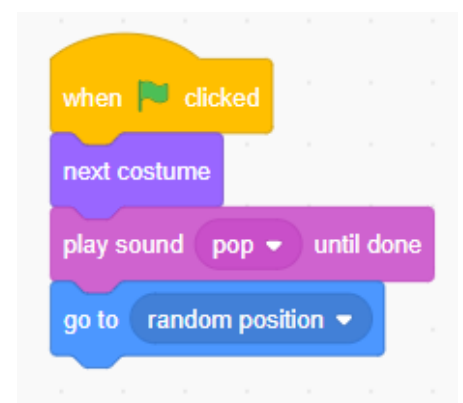 when clicked
next costume
play sound pop until done
go to random position